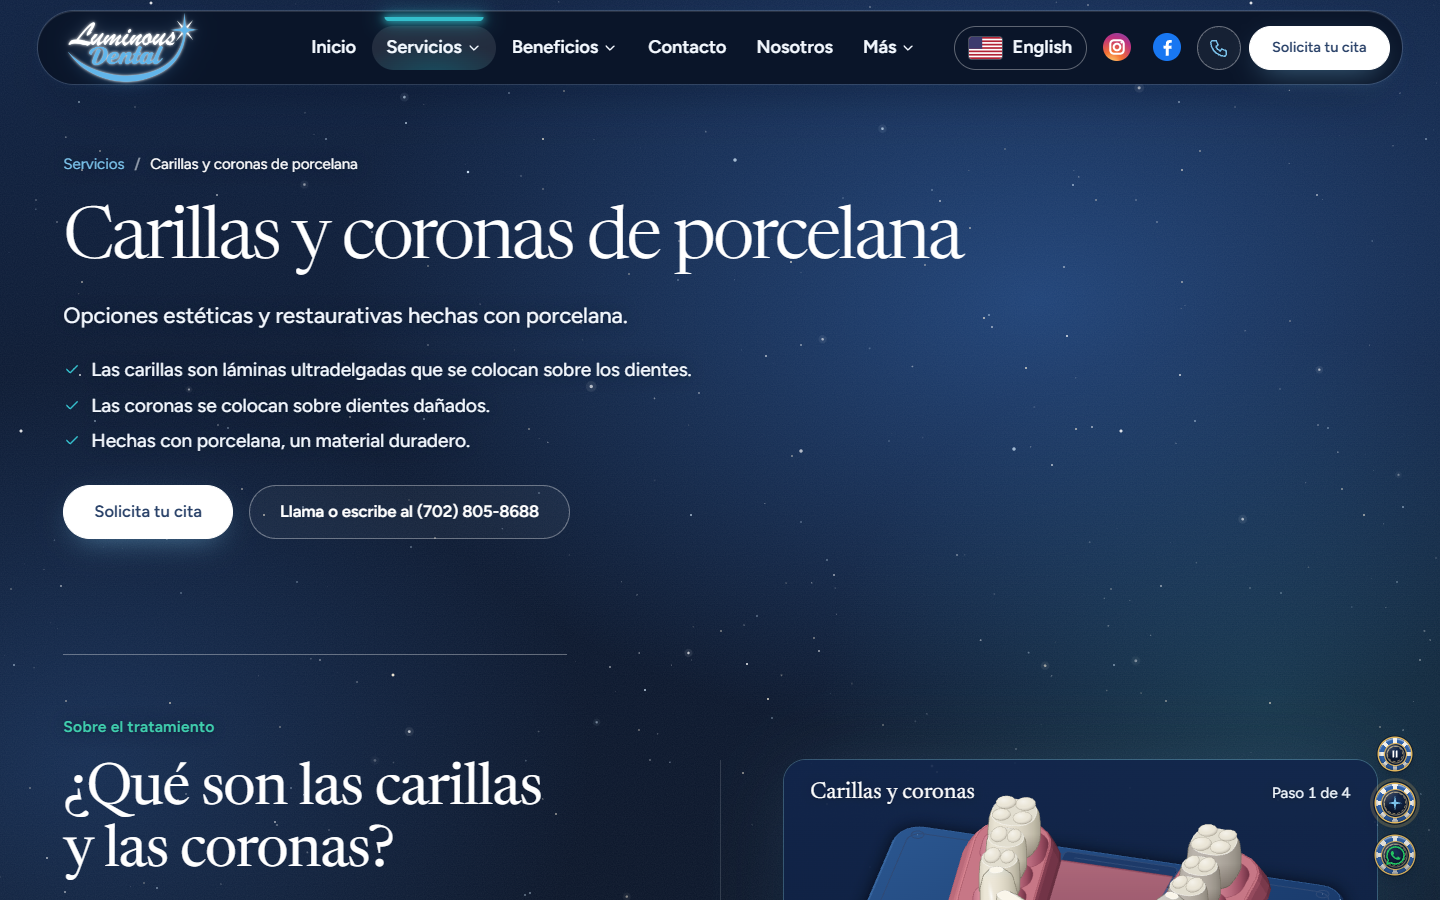 Luminous
Dental
Inicio
Servicios
Beneficios
Contacto
Nosotros
Más
English
Solicita tu cita
Servicios / Carillas y coronas de porcelana
Carillas y coronas de porcelana
Opciones estéticas y restaurativas hechas con porcelana.
Las carillas son láminas ultradelgadas que se colocan sobre los dientes.
Las coronas se colocan sobre dientes dañados.
Hechas con porcelana, un material duradero.
Solicita tu cita
Llama o escribe al (702) 805-8688
Sobre el tratamiento
¿Qué son las carillas
y las coronas?
Carillas y coronas
Paso 1 de 4